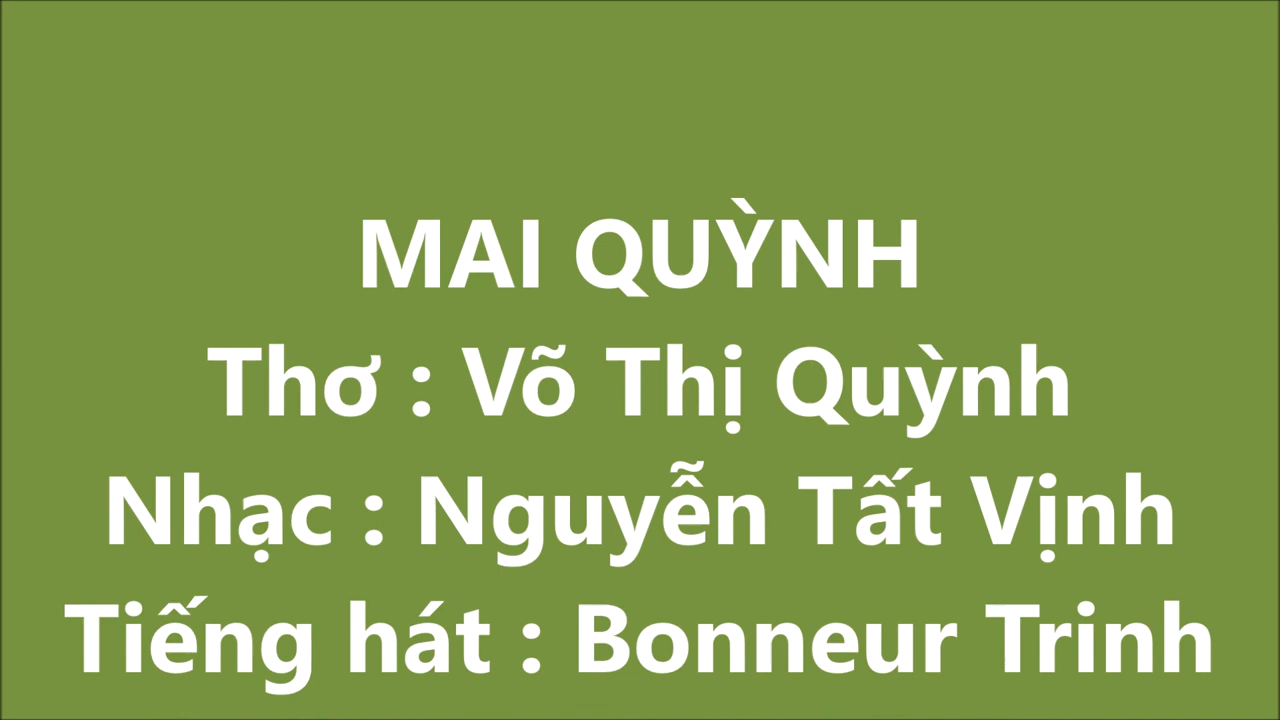 MAI QUỲNH
Thơ : Võ Thị Quỳnh
Nhạc : Nguyễn Tất Vịnh
Tiếng hát : Bonneur Trinh